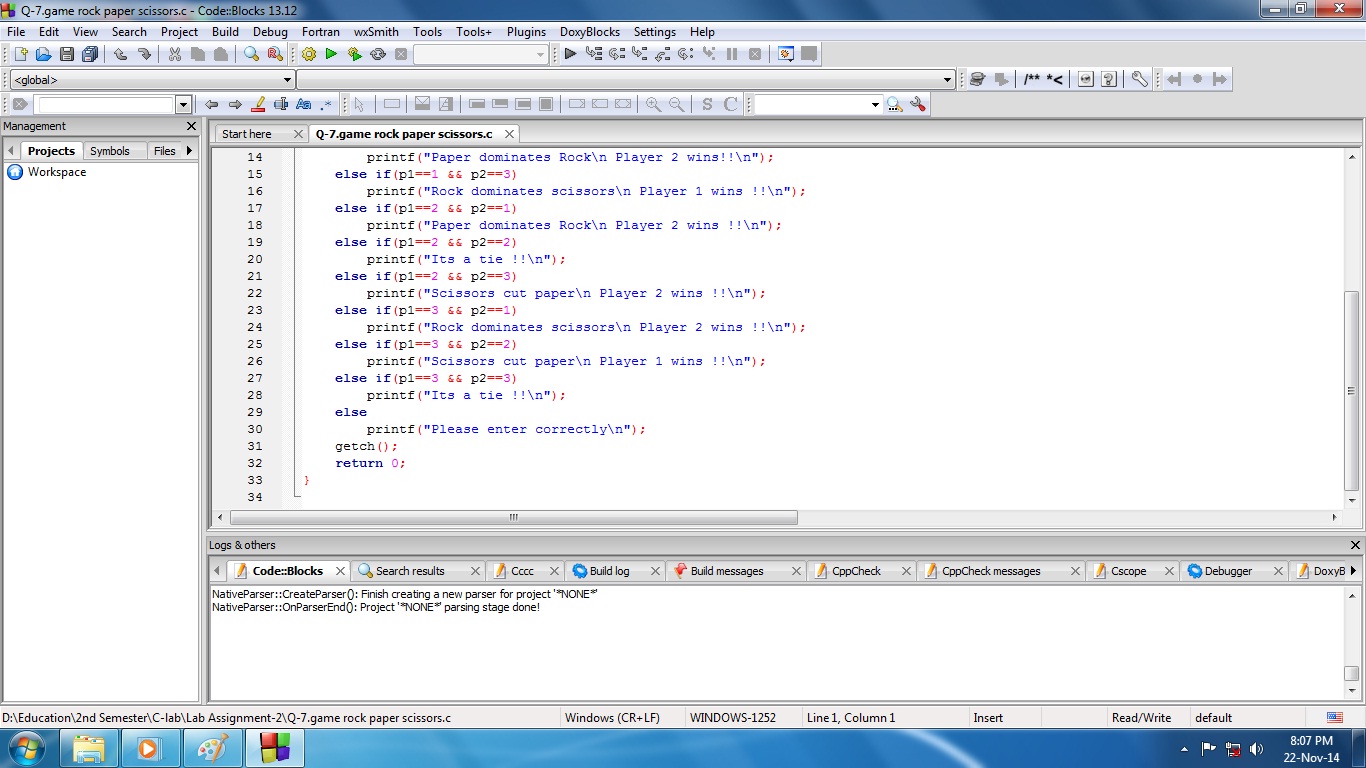 Q-7.game rock paper scissors.c - Code::Blocks 13.12
File Edit View Search Project Build Debug Fortran wxSmith Tools Tools+ Plugins DoxyBlocks Settings Help
<global>
/** *<
Aa .*
S C
Management
Projects Symbols Files
Workspace
Start here Q-7.game rock paper scissors.c
14 printf("Paper dominates Rock\n Player 2 wins!!\n");
15 else if(p1==1 && p2==3)
16 printf("Rock dominates scissors\n Player 1 wins !!\n");
17 else if(p1==2 && p2==1)
18 printf("Paper dominates Rock\n Player 2 wins !!\n");
19 else if(p1==2 && p2==2)
20 printf("Its a tie !!\n");
21 else if(p1==2 && p2==3)
22 printf("Scissors cut paper\n Player 2 wins !!\n");
23 else if(p1==3 && p2==1)
24 printf("Rock dominates scissors\n Player 2 wins !!\n");
25 else if(p1==3 && p2==2)
26 printf("Scissors cut paper\n Player 1 wins !!\n");
27 else if(p1==3 && p2==3)
28 printf("Its a tie !!\n");
29 else
30 printf("Please enter correctly\n");
31 getch();
32 return 0;
33 }
34
Logs & others
Code::Blocks Search results Cccc Build log Build messages CppCheck CppCheck messages Cscope Debugger DoxyB
NativeParser::CreateParser(): Finish creating a new parser for project '*NONE*'
NativeParser::OnParserEnd(): Project '*NONE*' parsing stage done!
D:\Education\2nd Semester\C-lab\Lab Assignment-2\Q-7.game rock paper scissors.c Windows (CR+LF) WINDOWS-1252 Line 1, Column 1 Insert Read/Write default
8:07 PM
22-Nov-14